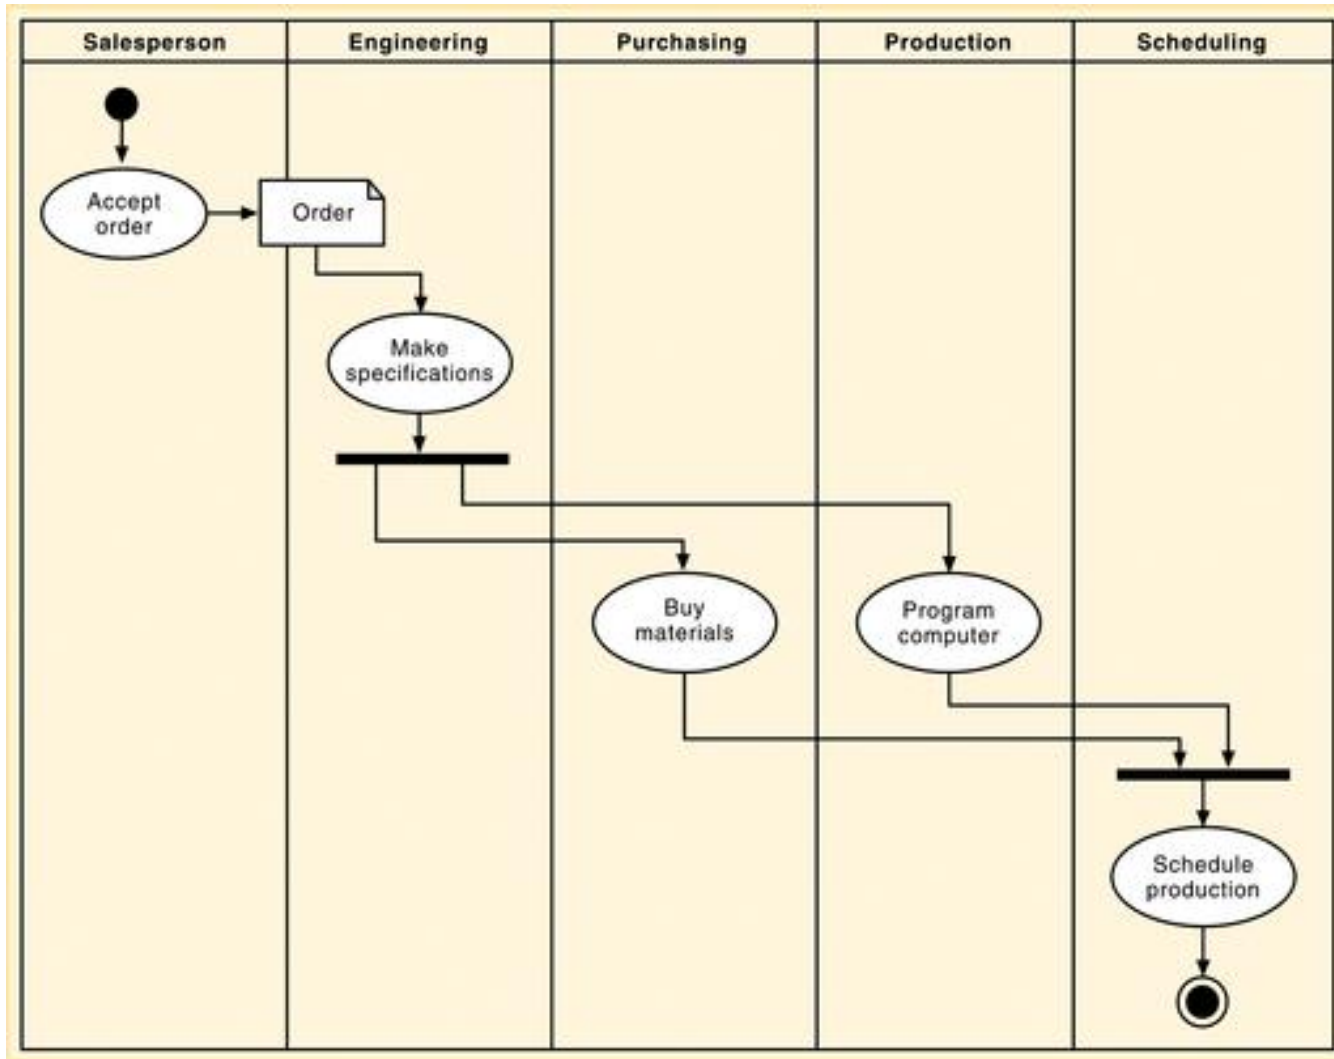 Salesperson
Engineering
Purchasing
Production
Scheduling
Accept
order
Order
Make
specifications
Buy
materials
Program
computer
Schedule
production